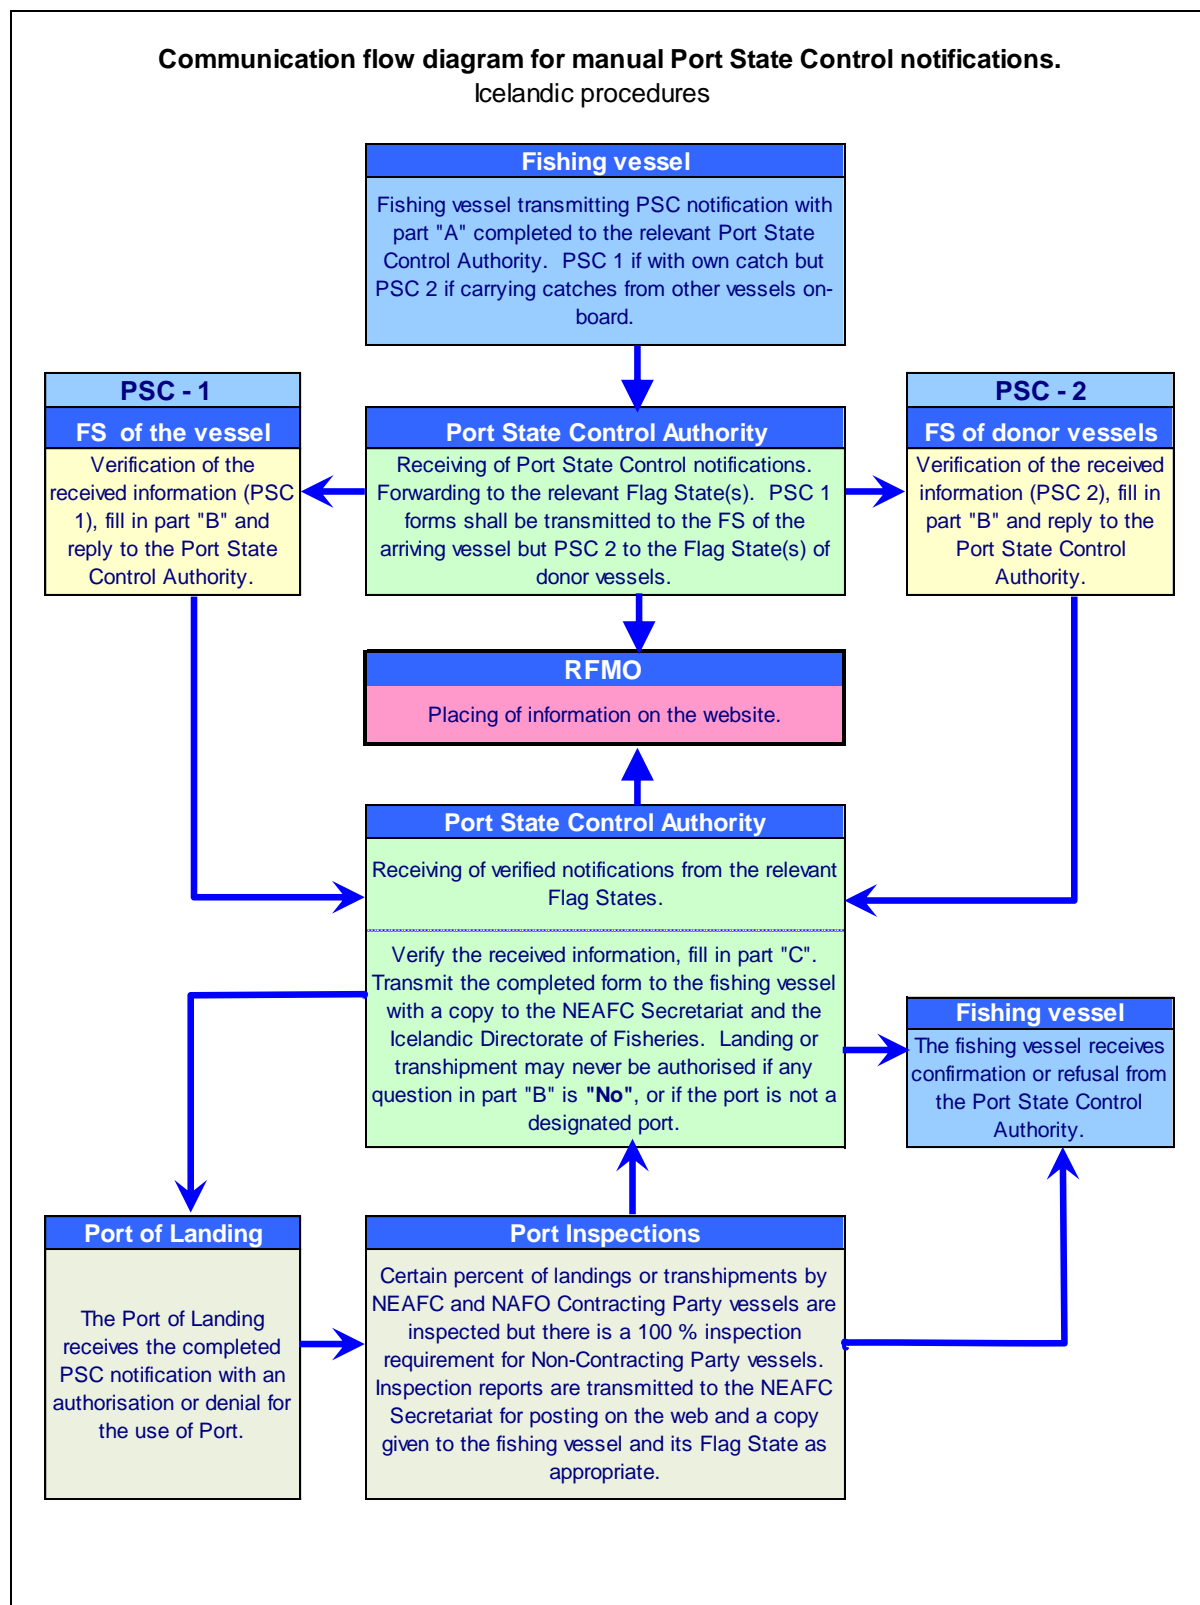 Communication flow diagram for manual Port State Control notifications.
Icelandic procedures
Fishing vessel
Fishing vessel transmitting PSC notification with
part "A" completed to the relevant Port State
Control Authority.  PSC 1 if with own catch but
PSC 2 if carrying catches from other vessels on-
board.
PSC - 1
FS  of the vessel
Verification of the
received information (PSC
1), fill in part "B" and
reply to the Port State
Control Authority.
Port State Control Authority
Receiving of Port State Control notifications.
Forwarding to the relevant Flag State(s).  PSC 1
forms shall be transmitted to the FS of the
arriving vessel but PSC 2 to the Flag State(s) of
donor vessels.
PSC - 2
FS of donor vessels
Verification of the received
information (PSC 2), fill in
part "B" and reply to the
Port State Control
Authority.
RFMO
Placing of information on the website.
Port State Control Authority
Receiving of verified notifications from the relevant
Flag States.
Verify the received information, fill in part "C".
Transmit the completed form to the fishing vessel
with a copy to the NEAFC Secretariat and the
Icelandic Directorate of Fisheries.  Landing or
transhipment may never be authorised if any
question in part "B" is "No", or if the port is not a
designated port.
Fishing vessel
The fishing vessel receives
confirmation or refusal from
the Port State Control
Authority.
Port of Landing
The Port of Landing
receives the completed
PSC notification with an
authorisation or denial for
the use of Port.
Port Inspections
Certain percent of landings or transhipments by
NEAFC and NAFO Contracting Party vessels are
inspected but there is a 100 % inspection
requirement for Non-Contracting Party vessels.
Inspection reports are transmitted to the NEAFC
Secretariat for posting on the web and a copy
given to the fishing vessel and its Flag State as
appropriate.